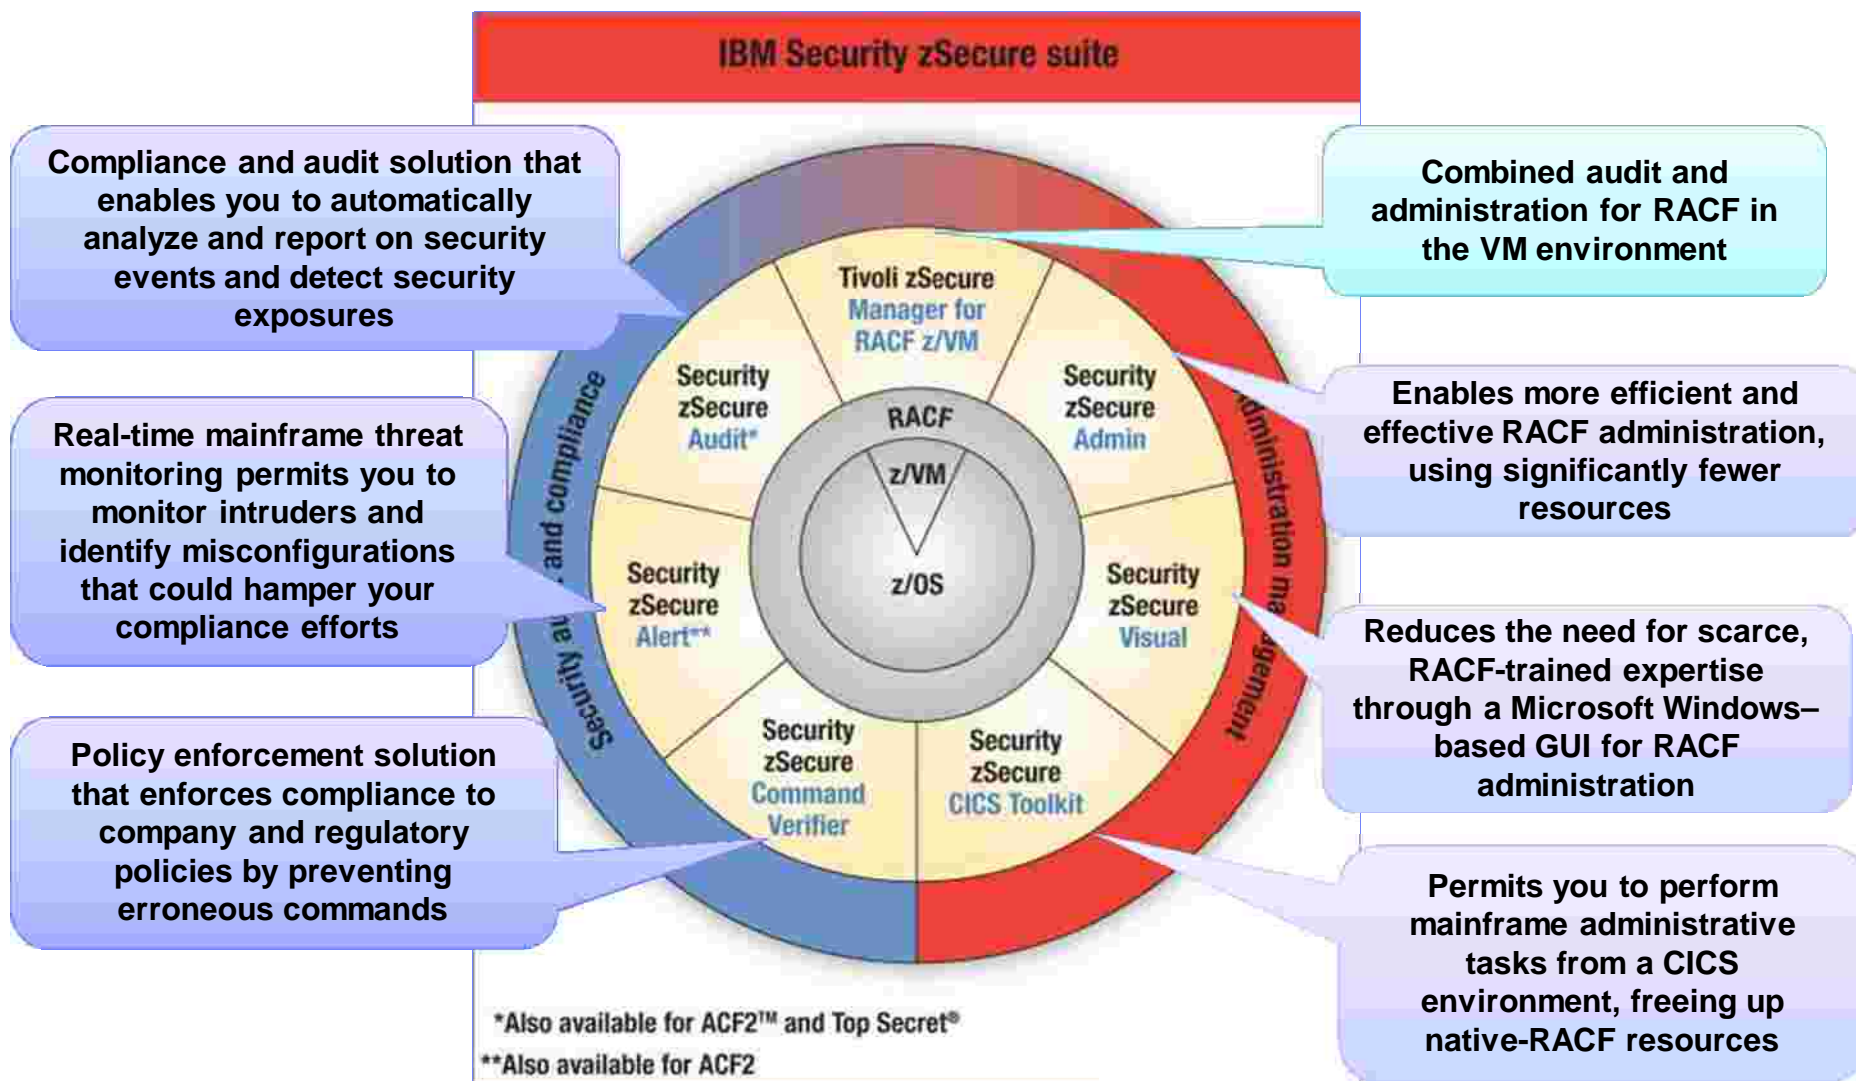 IBM Security zSecure suite
Compliance and audit solution that
enables you to automatically
analyze and report on security
events and detect security
exposures
Real-time mainframe threat
monitoring permits you to
monitor intruders and
identify misconfigurations
that could hamper your
compliance efforts
Policy enforcement solution
that enforces compliance to
company and regulatory
policies by preventing
erroneous commands
Combined audit and
administration for RACF in
the VM environment
Enables more efficient and
effective RACF administration,
using significantly fewer
resources
Reduces the need for scarce,
RACF-trained expertise
through a Microsoft Windows–
based GUI for RACF
administration
Permits you to perform
mainframe administrative
tasks from a CICS
environment, freeing up
native-RACF resources
Tivoli zSecure
Manager for
RACF z/VM
Security
zSecure
Audit*
Security
zSecure
Admin
Security
zSecure
Alert**
Security
zSecure
Visual
Security
zSecure
Command
Verifier
Security
zSecure
CICS Toolkit
RACF
z/VM
z/OS
Security and compliance
Administration
*Also available for ACF2™ and Top Secret®
**Also available for ACF2